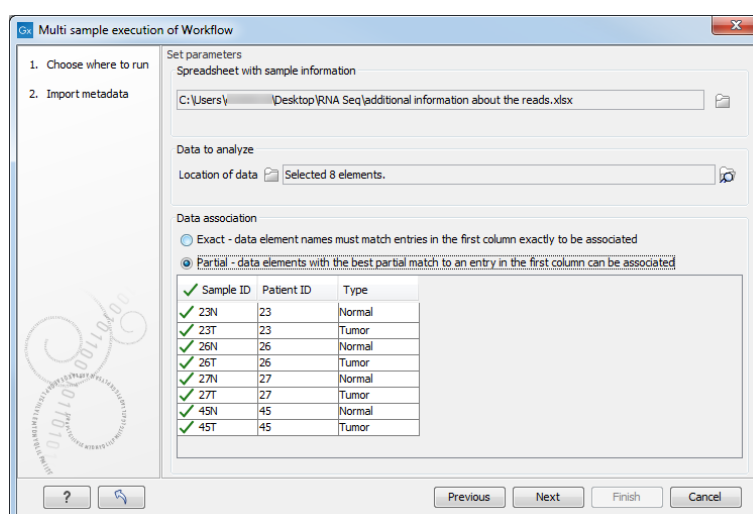 Gx Multi sample execution of Workflow
1. Choose where to run
2. Import metadata
Set parameters
Spreadsheet with sample information
C:\Users\ \Desktop\RNA Seq\additional information about the reads.xlsx
Data to analyze
Location of data Selected 8 elements.
Data association
Exact - data element names must match entries in the first column exactly to be associated
Partial - data elements with the best partial match to an entry in the first column can be associated
Sample ID Patient ID Type
23N 23 Normal
23T 23 Tumor
26N 26 Normal
26T 26 Tumor
27N 27 Normal
27T 27 Tumor
45N 45 Normal
45T 45 Tumor
? Previous Next Finish Cancel